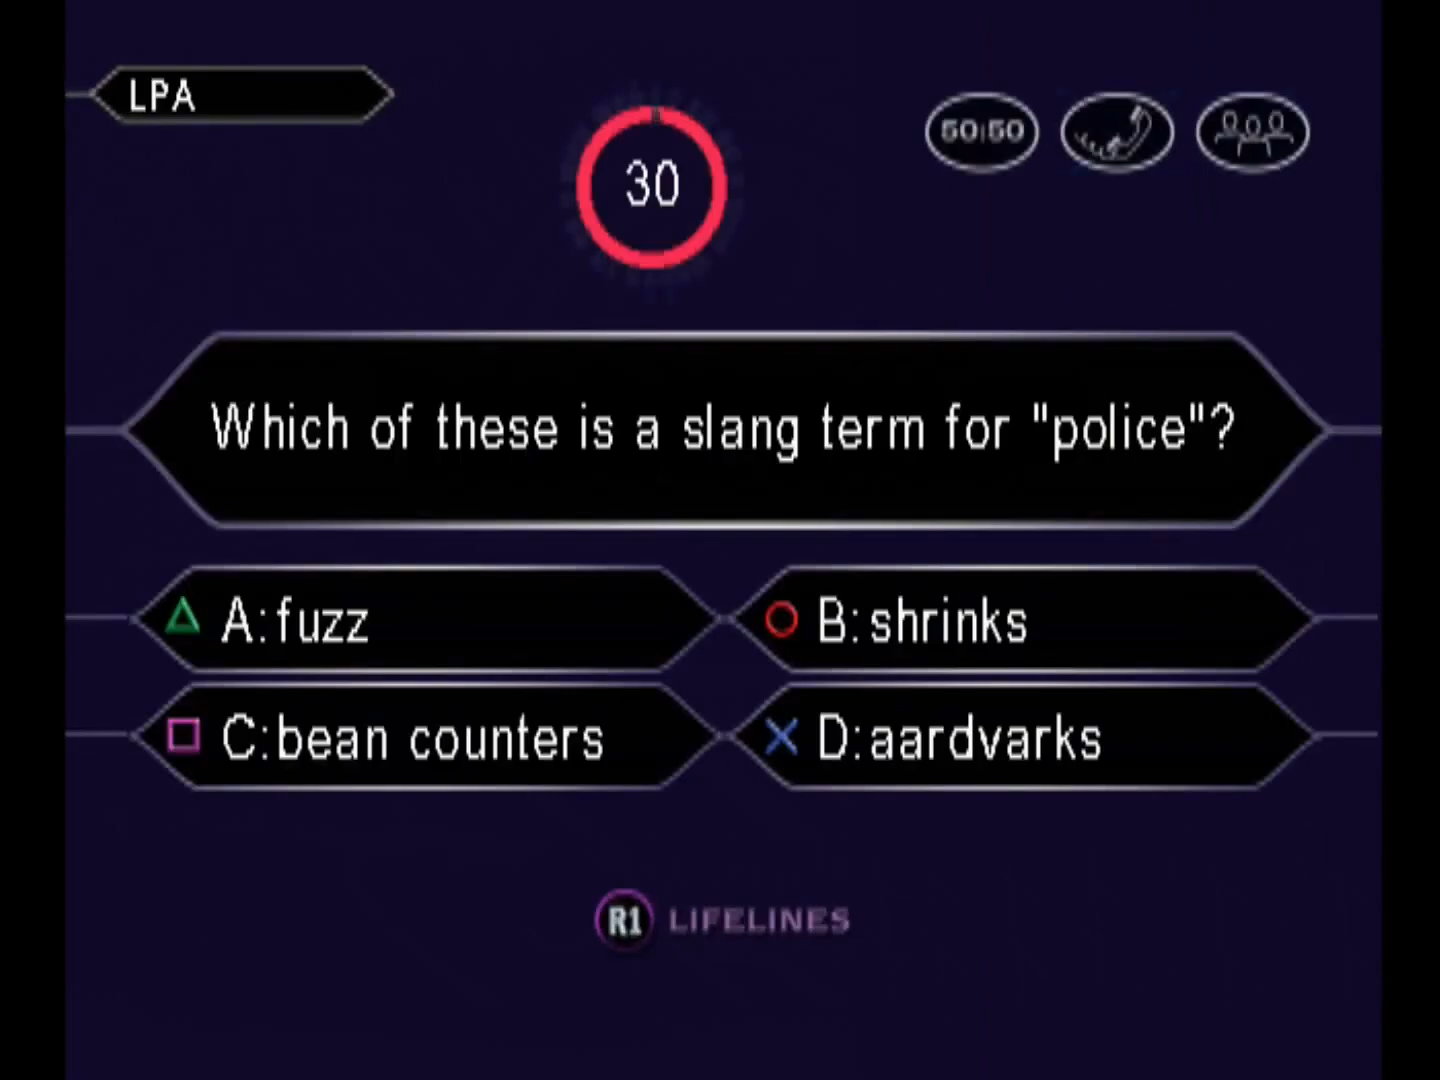 LPA
30
50:50
Which of these is a slang term for "police"?
A:fuzz
B:shrinks
C:bean counters
D:aardvarks
R1 LIFELINES